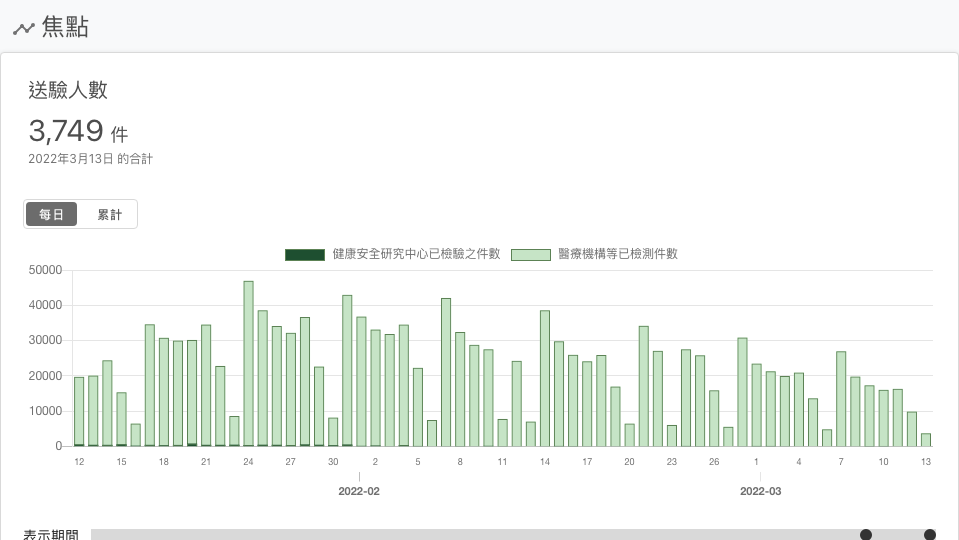 焦點
送驗人數
3,749 件
2022年3月13日 的合計
每日 累計
健康安全研究中心已檢驗之件數 醫療機構等已檢測件數
50000
40000
30000
20000
10000
0
12 15 18 21 24 27 30 2 5 8 11 14 17 20 23 26 1 4 7 10 13
2022-02 2022-03
表示期間